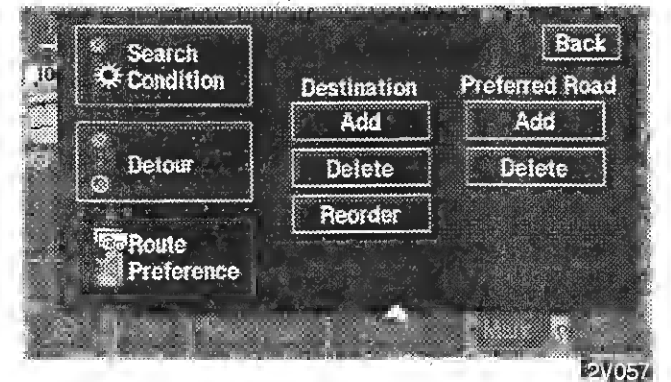 Back
Search
Condition
Destination
Preferred Road
Add
Add
Detour
Delete
Delete
Reorder
Route
Preference
2V057